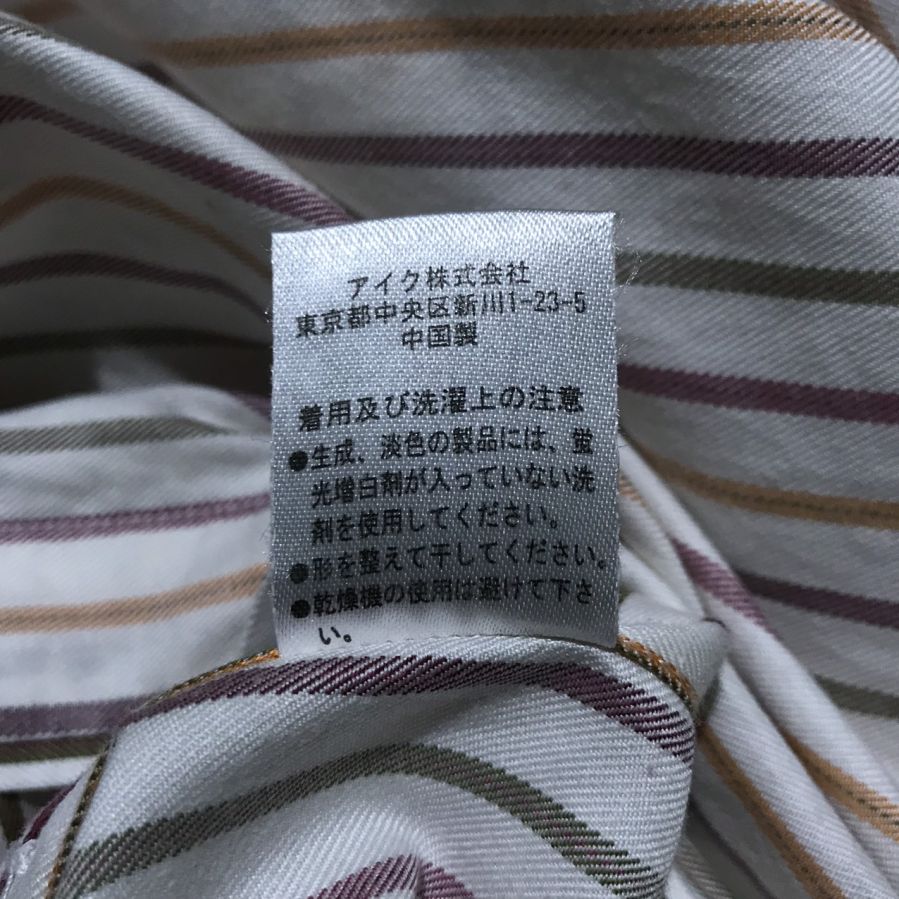 アイク株式会社
東京都中央区新川1-23-5
中国製
着用及び洗濯上の注意
●生成、淡色の製品には、蛍
光増白剤が入っていない洗
剤を使用してください。
●形を整えて干してください。
●乾燥機の使用は避けて下さ
い。